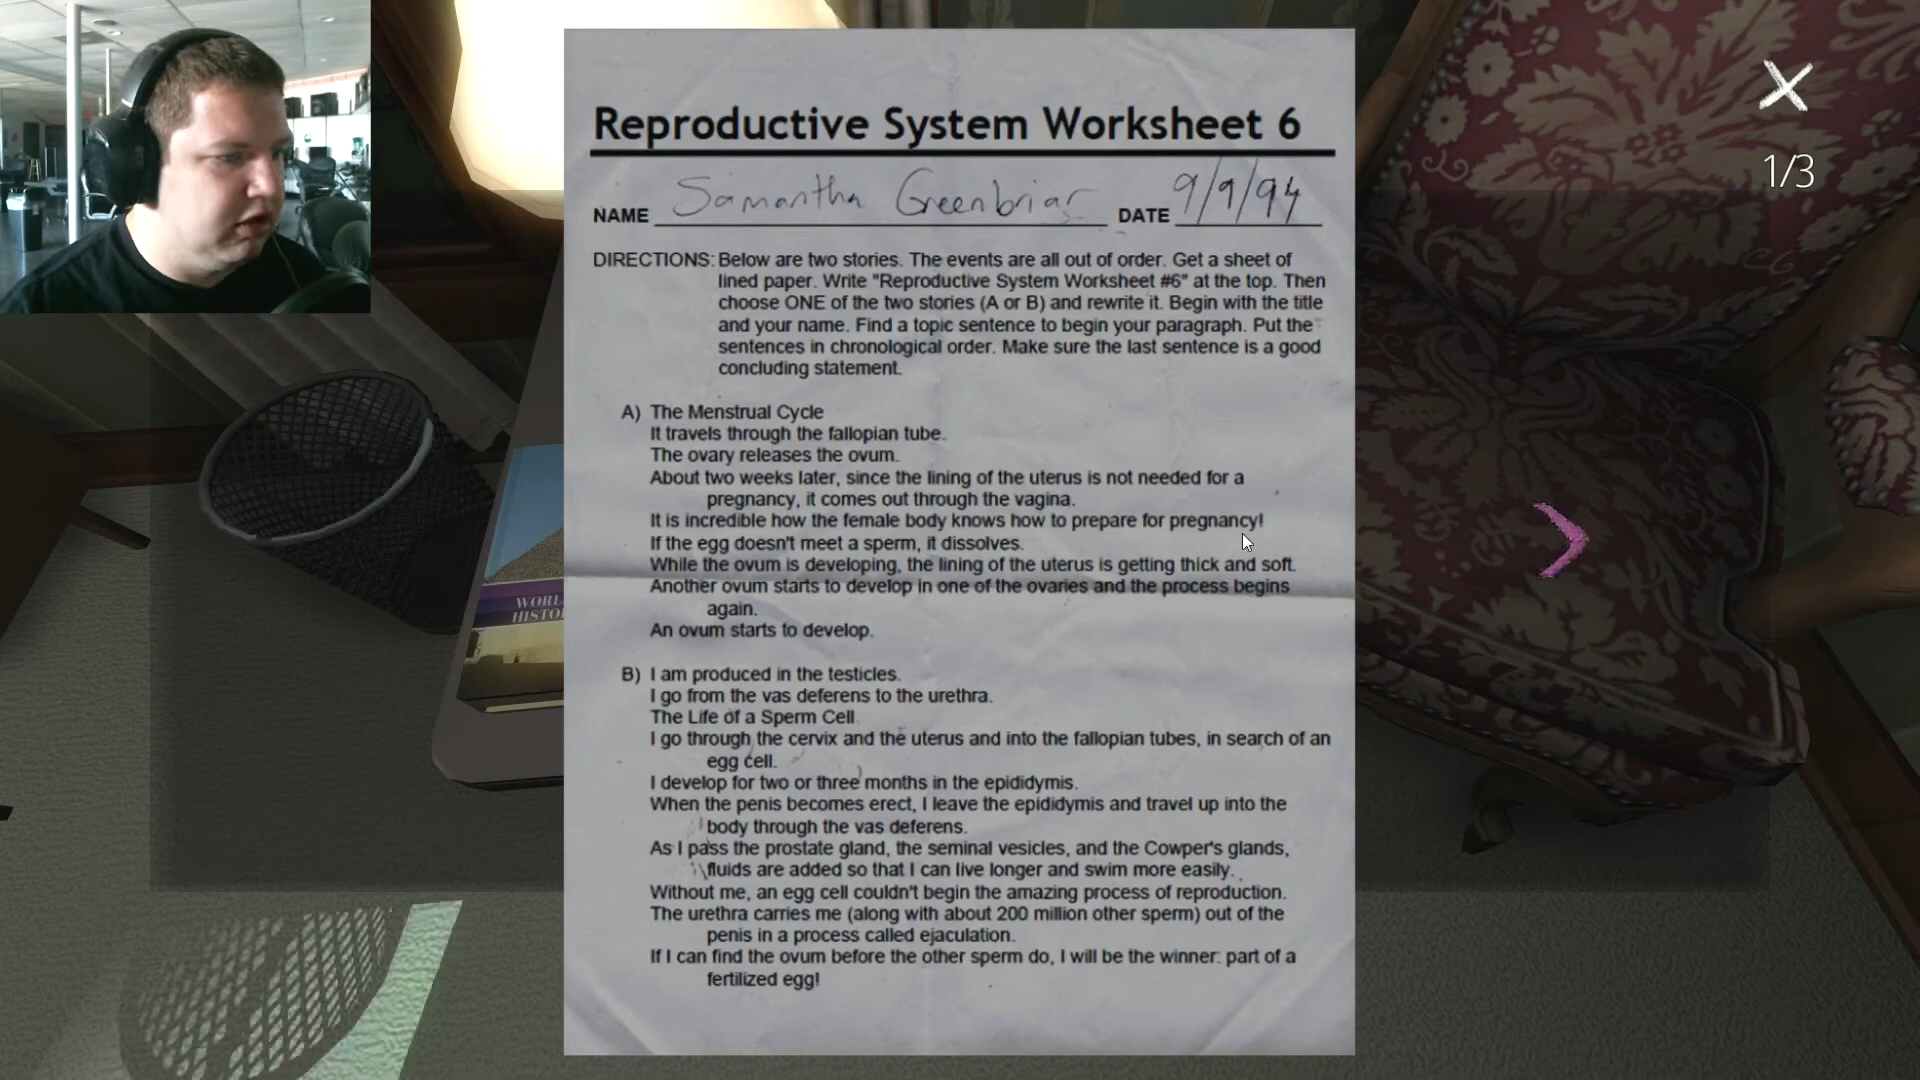 Reproductive System Worksheet 6
NAME Samantha Greenbriar DATE 9/9/94
DIRECTIONS: Below are two stories. The events are all out of order. Get a sheet of
lined paper. Write "Reproductive System Worksheet #6" at the top. Then
choose ONE of the two stories (A or B) and rewrite it. Begin with the title
and your name. Find a topic sentence to begin your paragraph. Put the
sentences in chronological order. Make sure the last sentence is a good
concluding statement.
A) The Menstrual Cycle
It travels through the fallopian tube.
The ovary releases the ovum.
About two weeks later, since the lining of the uterus is not needed for a
pregnancy, it comes out through the vagina.
It is incredible how the female body knows how to prepare for pregnancy!
If the egg doesn't meet a sperm, it dissolves.
While the ovum is developing, the lining of the uterus is getting thick and soft.
Another ovum starts to develop in one of the ovaries and the process begins
again.
An ovum starts to develop.
B) I am produced in the testicles.
I go from the vas deferens to the urethra.
The Life of a Sperm Cell
I go through the cervix and the uterus and into the fallopian tubes, in search of an
egg cell.
I develop for two or three months in the epididymis.
When the penis becomes erect, I leave the epididymis and travel up into the
body through the vas deferens.
As I pass the prostate gland, the seminal vesicles, and the Cowper's glands,
fluids are added so that I can live longer and swim more easily.
Without me, an egg cell couldn't begin the amazing process of reproduction.
The urethra carries me (along with about 200 million other sperm) out of the
penis in a process called ejaculation.
If I can find the ovum before the other sperm do, I will be the winner: part of a
fertilized egg!
1/3